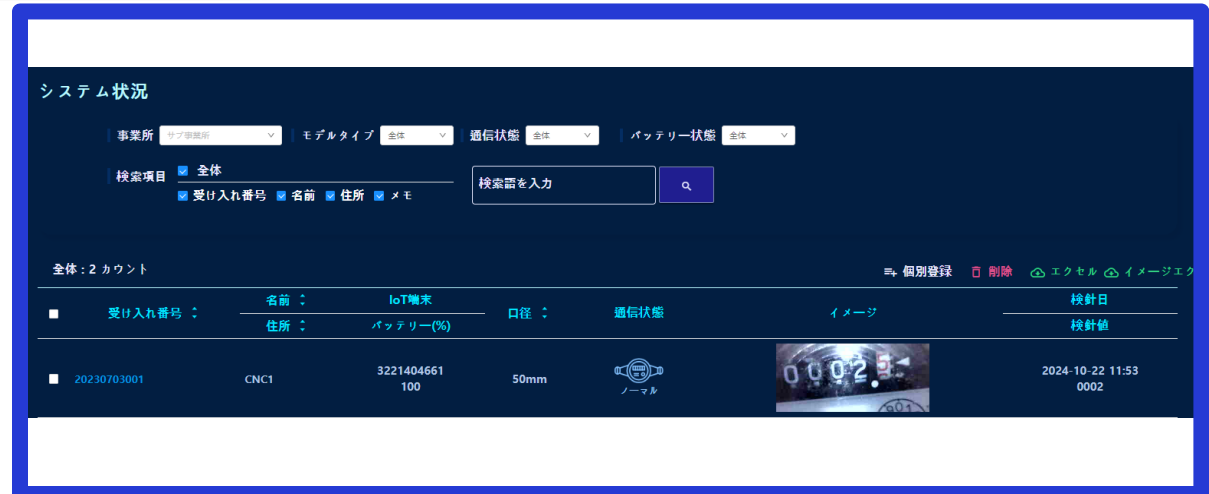 システム状況
事業所 サブ事業所 モデルタイプ 全体 通信状態 全体 バッテリー状態 全体
検索項目 全体
受け入れ番号 名前 住所 メモ
検索語を入力
全体 : 2 カウント
個別登録 削除 エクセル イメージエク
受け入れ番号 名前 IoT端末 口径 通信状態 イメージ 検針日
住所 バッテリー(%) 検針値
20230703001 CNC1 3221404661 50mm ノーマル 0002 2024-10-22 11:53
100 0002